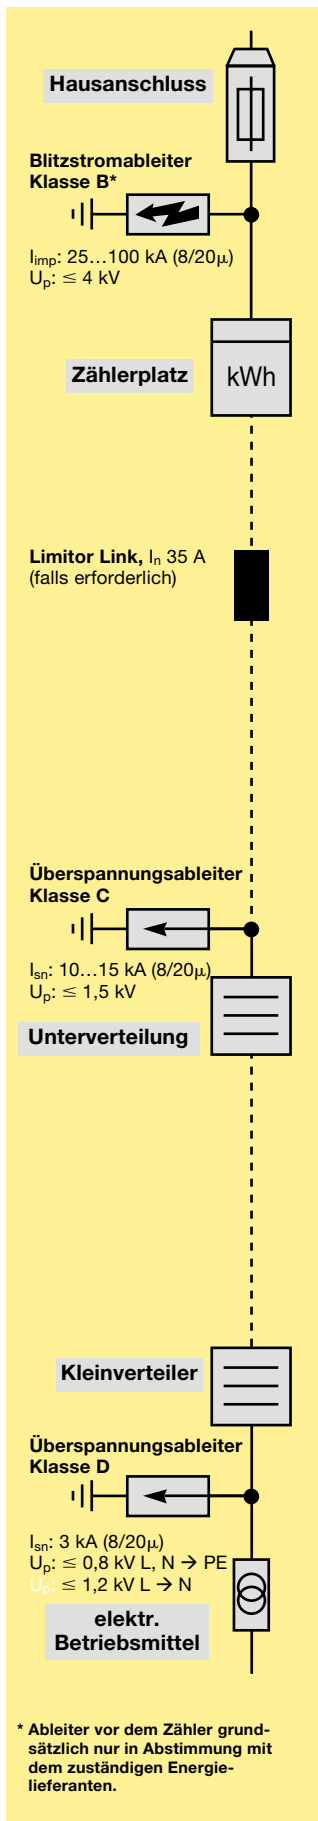 Hausanschluss
Blitzstromableiter
Klasse B*
Iimp: 25…100 kA (8/20µ)
Up: ≤ 4 kV
Zählerplatz
kWh
Limitor Link, In 35 A
(falls erforderlich)
Überspannungsableiter
Klasse C
Isn: 10…15 kA (8/20µ)
Up: ≤ 1,5 kV
Unterverteilung
Kleinverteiler
Überspannungsableiter
Klasse D
Isn: 3 kA (8/20µ)
Up: ≤ 0,8 kV L, N → PE
Up: ≤ 1,2 kV L → N
elektr.
Betriebsmittel
* Ableiter vor dem Zähler grund-
sätzlich nur in Abstimmung mit
dem zuständigen Energie-
lieferanten.